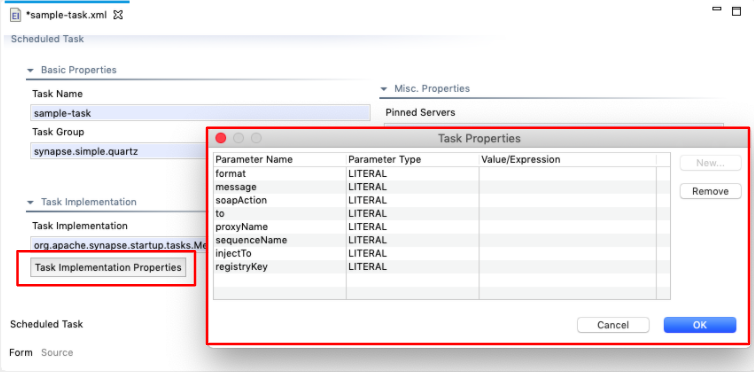 *sample-task.xml
Scheduled Task
Basic Properties
Task Name
sample-task
Task Group
synapse.simple.quartz
Misc. Properties
Pinned Servers
Task Implementation
Task Implementation
org.apache.synapse.startup.tasks.Me
Task Implementation Properties
Task Properties
Parameter Name Parameter Type Value/Expression
format LITERAL
message LITERAL
soapAction LITERAL
to LITERAL
proxyName LITERAL
sequenceName LITERAL
injectTo LITERAL
registryKey LITERAL
New...
Remove
Cancel OK
Scheduled Task
Form Source